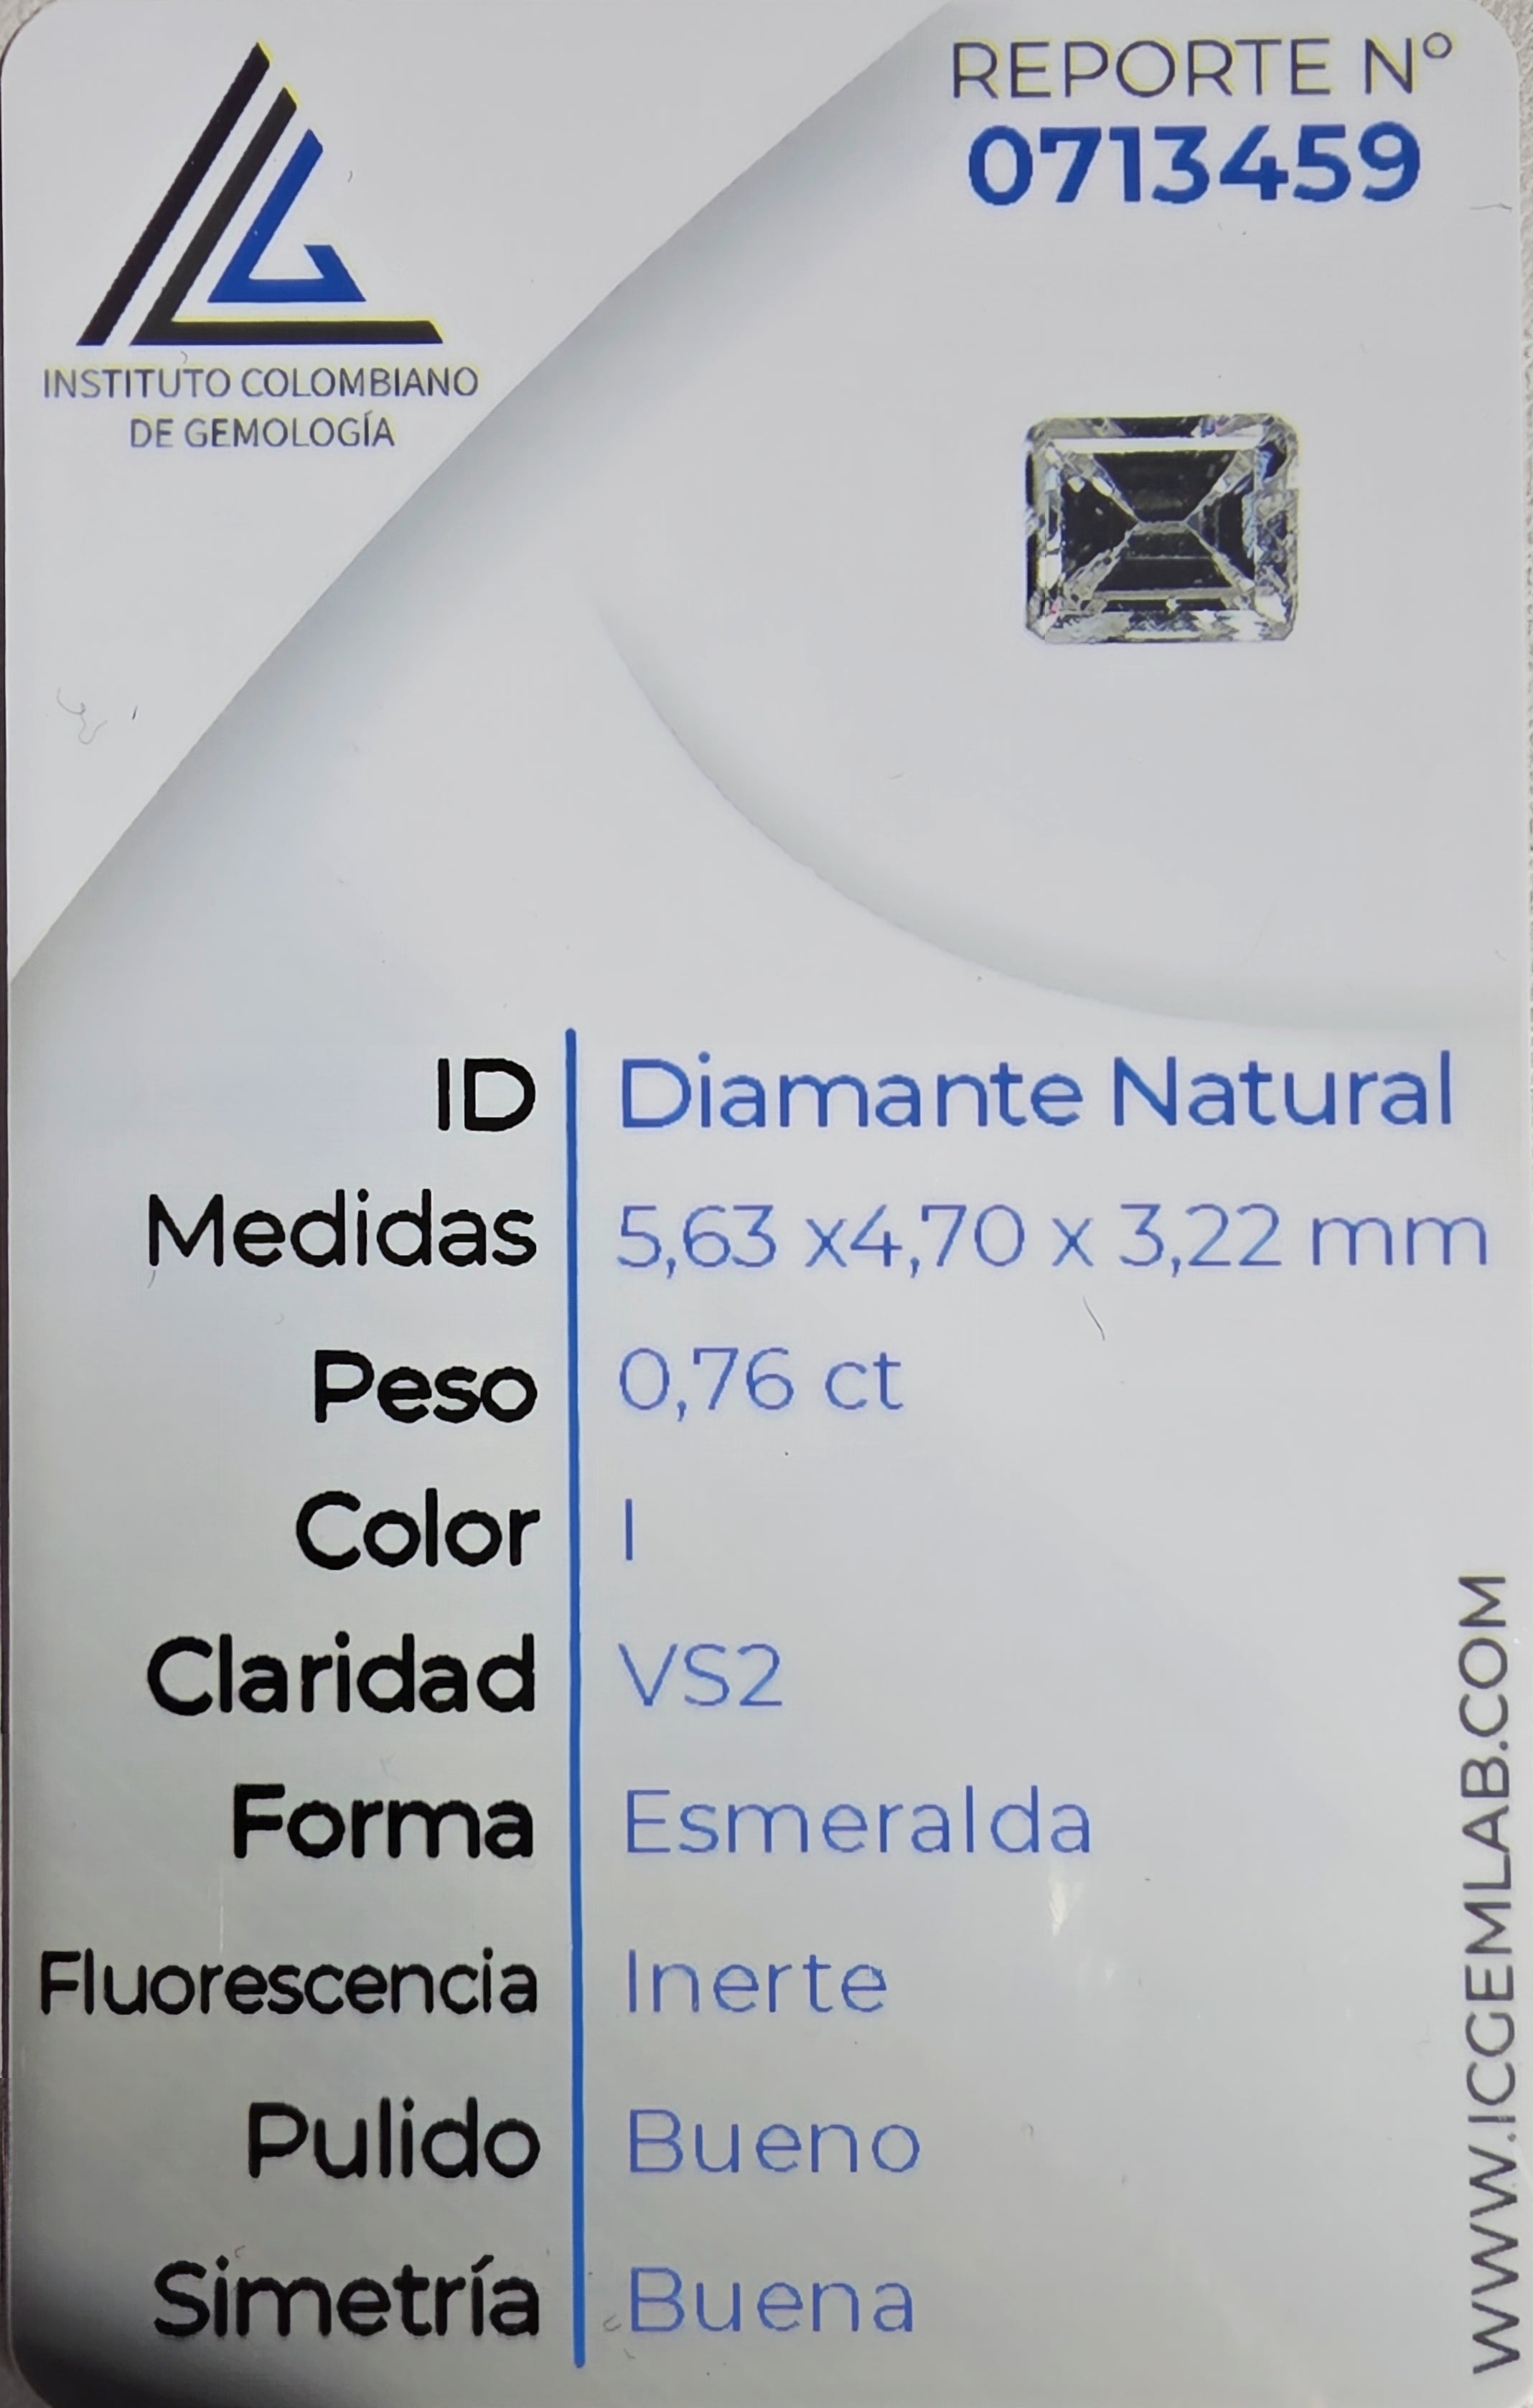 REPORTE Nº
0713459
INSTITUTO COLOMBIANO
DE GEMOLOGÍA
ID Diamante Natural
Medidas 5,63 x4,70 x 3,22 mm
Peso 0,76 ct
Color I
Claridad VS2
Forma Esmeralda
Fluorescencia Inerte
Pulido Bueno
Simetría Buena
WWW.ICGEMLAB.COM